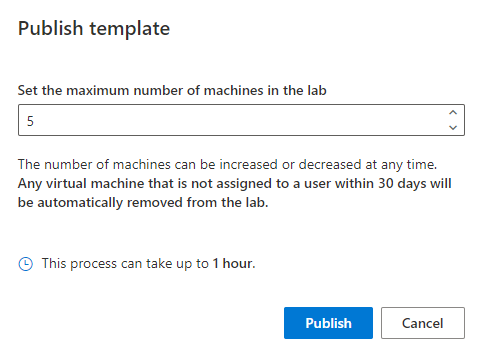 Publish template
Set the maximum number of machines in the lab
5
The number of machines can be increased or decreased at any time.
Any virtual machine that is not assigned to a user within 30 days will
be automatically removed from the lab.
This process can take up to 1 hour.
Publish
Cancel